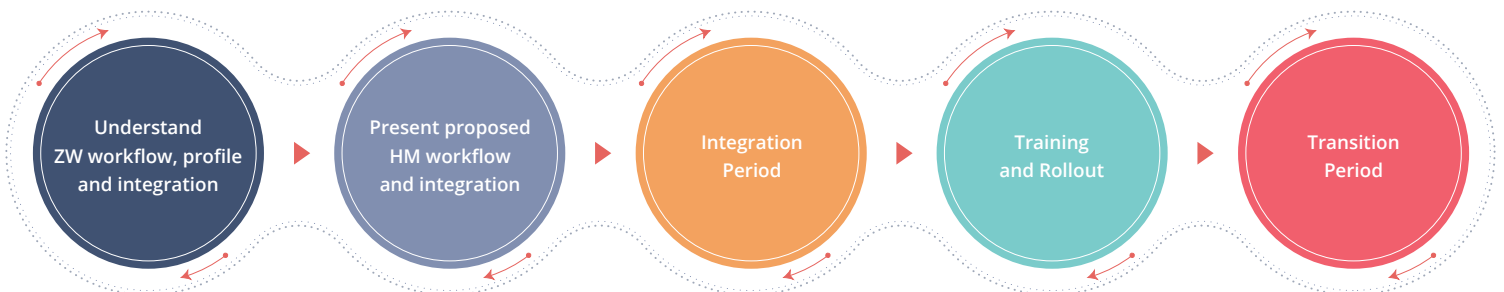 Understand
ZW workflow, profile
and integration
Present proposed
HM workflow
and integration
Integration
Period
Training
and Rollout
Transition
Period